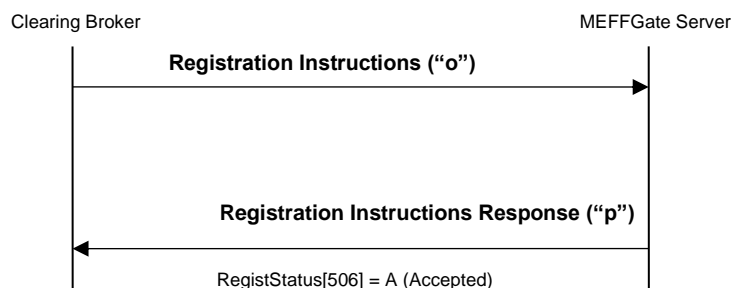 Clearing Broker
MEFFGate Server
Registration Instructions (“o”)
Registration Instructions Response (“p”)
RegistStatus[506] = A (Accepted)